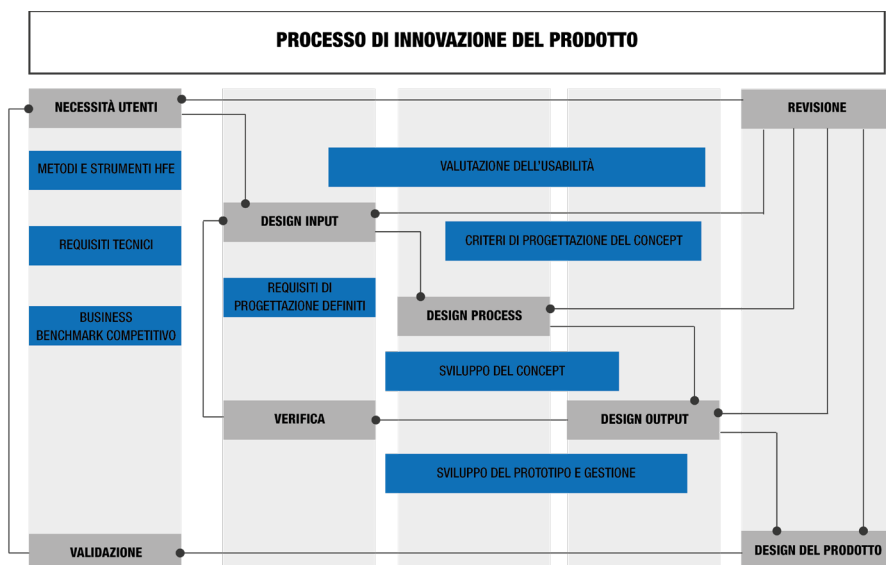 PROCESSO DI INNOVAZIONE DEL PRODOTTO
NECESSITÀ UTENTI
REVISIONE
METODI E STRUMENTI HFE
VALUTAZIONE DELL'USABILITÀ
DESIGN INPUT
REQUISITI TECNICI
CRITERI DI PROGETTAZIONE DEL CONCEPT
REQUISITI DI
PROGETTAZIONE DEFINITI
BUSINESS
BENCHMARK COMPETITIVO
DESIGN PROCESS
SVILUPPO DEL CONCEPT
VERIFICA
DESIGN OUTPUT
SVILUPPO DEL PROTOTIPO E GESTIONE
VALIDAZIONE
DESIGN DEL PRODOTTO